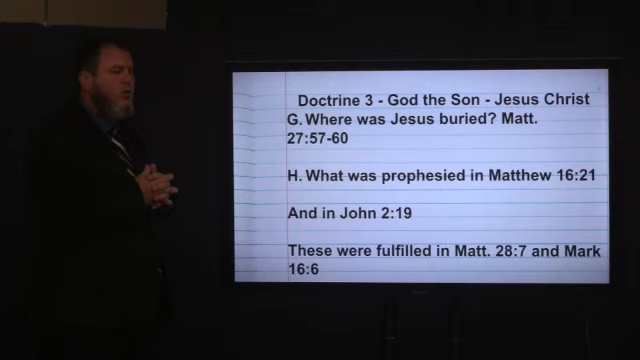 Doctrine 3 - God the Son - Jesus Christ
G. Where was Jesus buried? Matt.
27:57-60
H. What was prophesied in Matthew 16:21
And in John 2:19
These were fulfilled in Matt. 28:7 and Mark
16:6